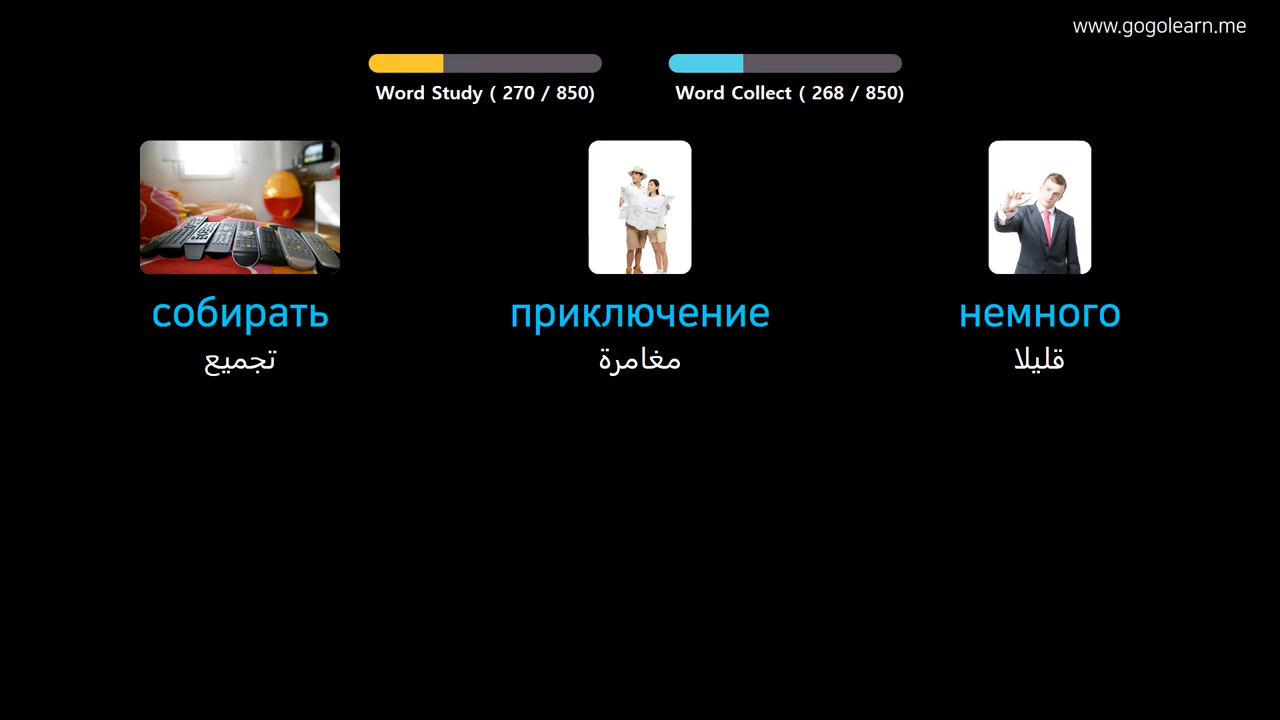 www.gogolearn.me
Word Study ( 270 / 850)
Word Collect ( 268 / 850)
собирать
تجميع
приключение
مغامرة
немного
قليلا